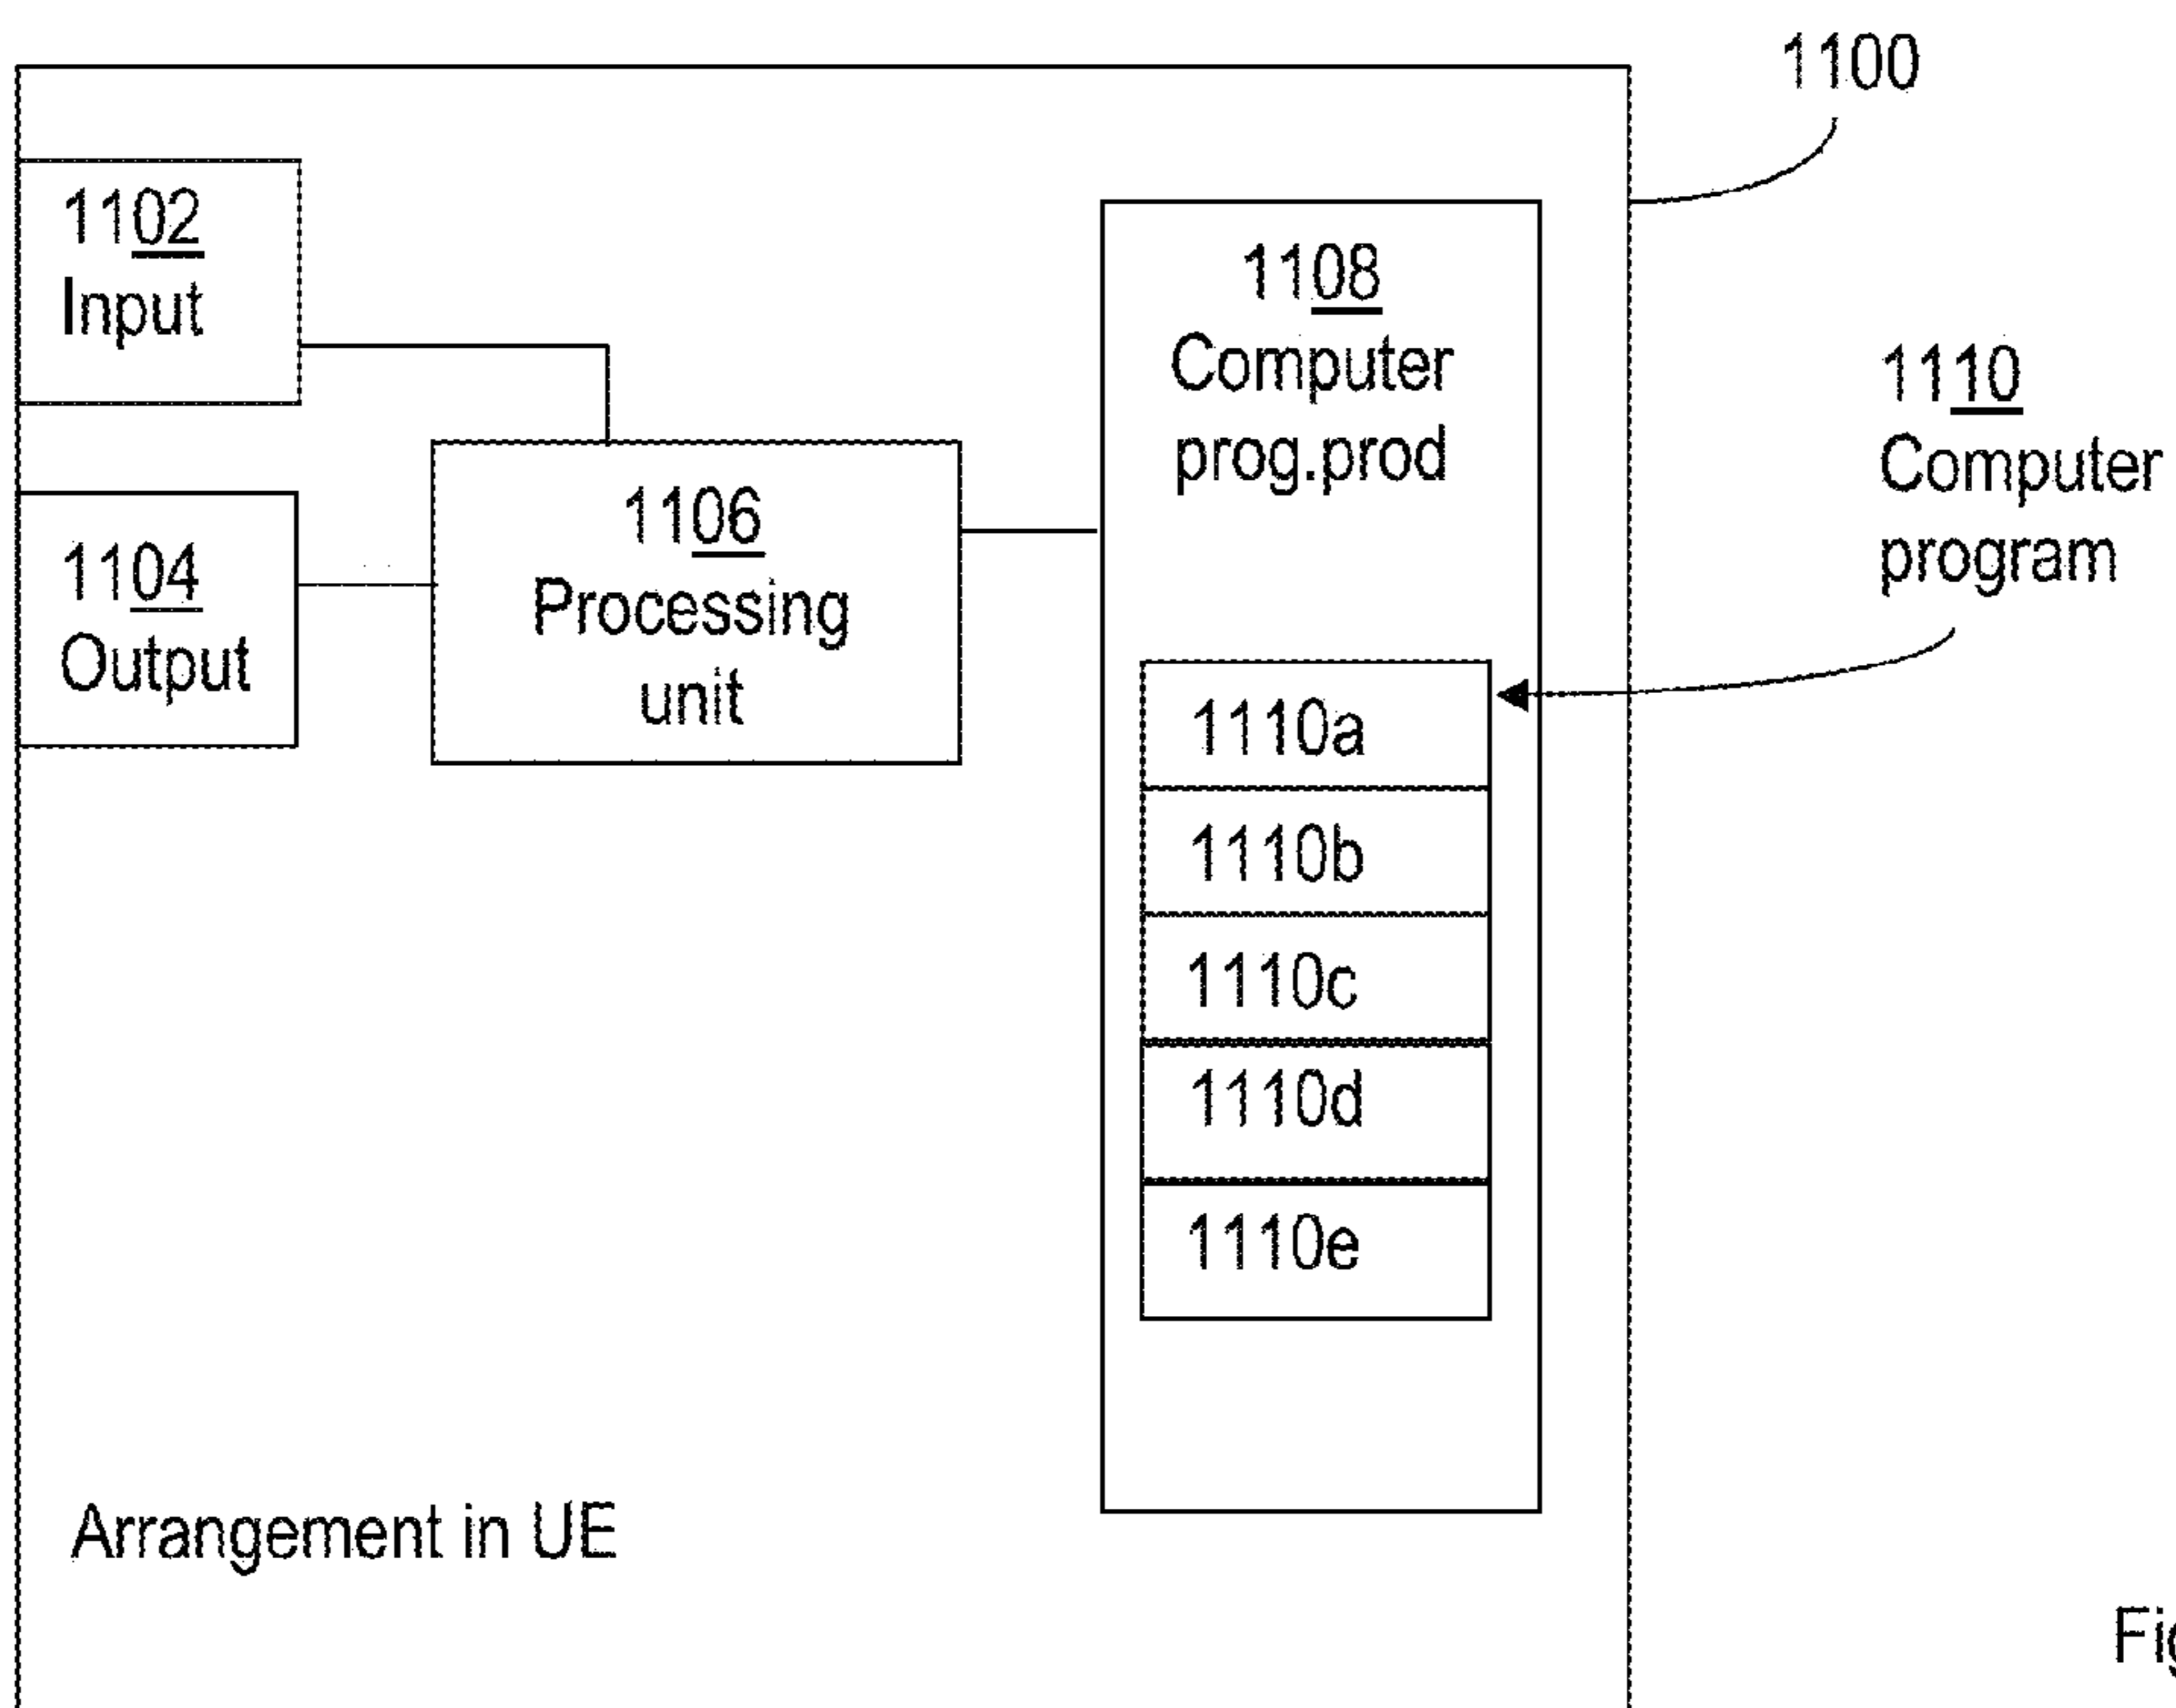 1100
1102
Input
1104
Output
1106
Processing
unit
1108
Computer
prog.prod
1110
Computer
program
1110a
1110b
1110c
1110d
1110e
Arrangement in UE